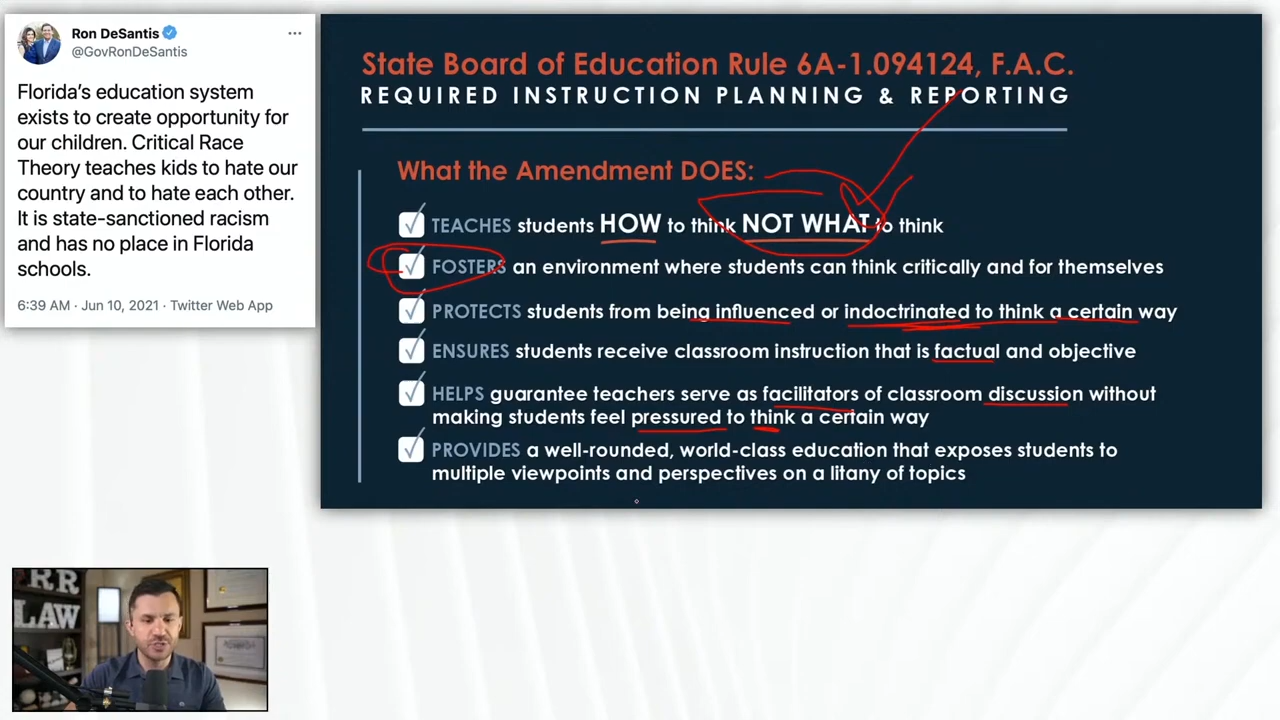 Ron DeSantis
@GovRonDeSantis
Florida’s education system
exists to create opportunity for
our children. Critical Race
Theory teaches kids to hate our
country and to hate each other.
It is state-sanctioned racism
and has no place in Florida
schools.
6:39 AM · Jun 10, 2021 · Twitter Web App
State Board of Education Rule 6A-1.094124, F.A.C.
REQUIRED INSTRUCTION PLANNING & REPORTING
What the Amendment DOES:
TEACHES students HOW to think NOT WHAT to think
FOSTERS an environment where students can think critically and for themselves
PROTECTS students from being influenced or indoctrinated to think a certain way
ENSURES students receive classroom instruction that is factual and objective
HELPS guarantee teachers serve as facilitators of classroom discussion without
making students feel pressured to think a certain way
PROVIDES a well-rounded, world-class education that exposes students to
multiple viewpoints and perspectives on a litany of topics
RR
LAW